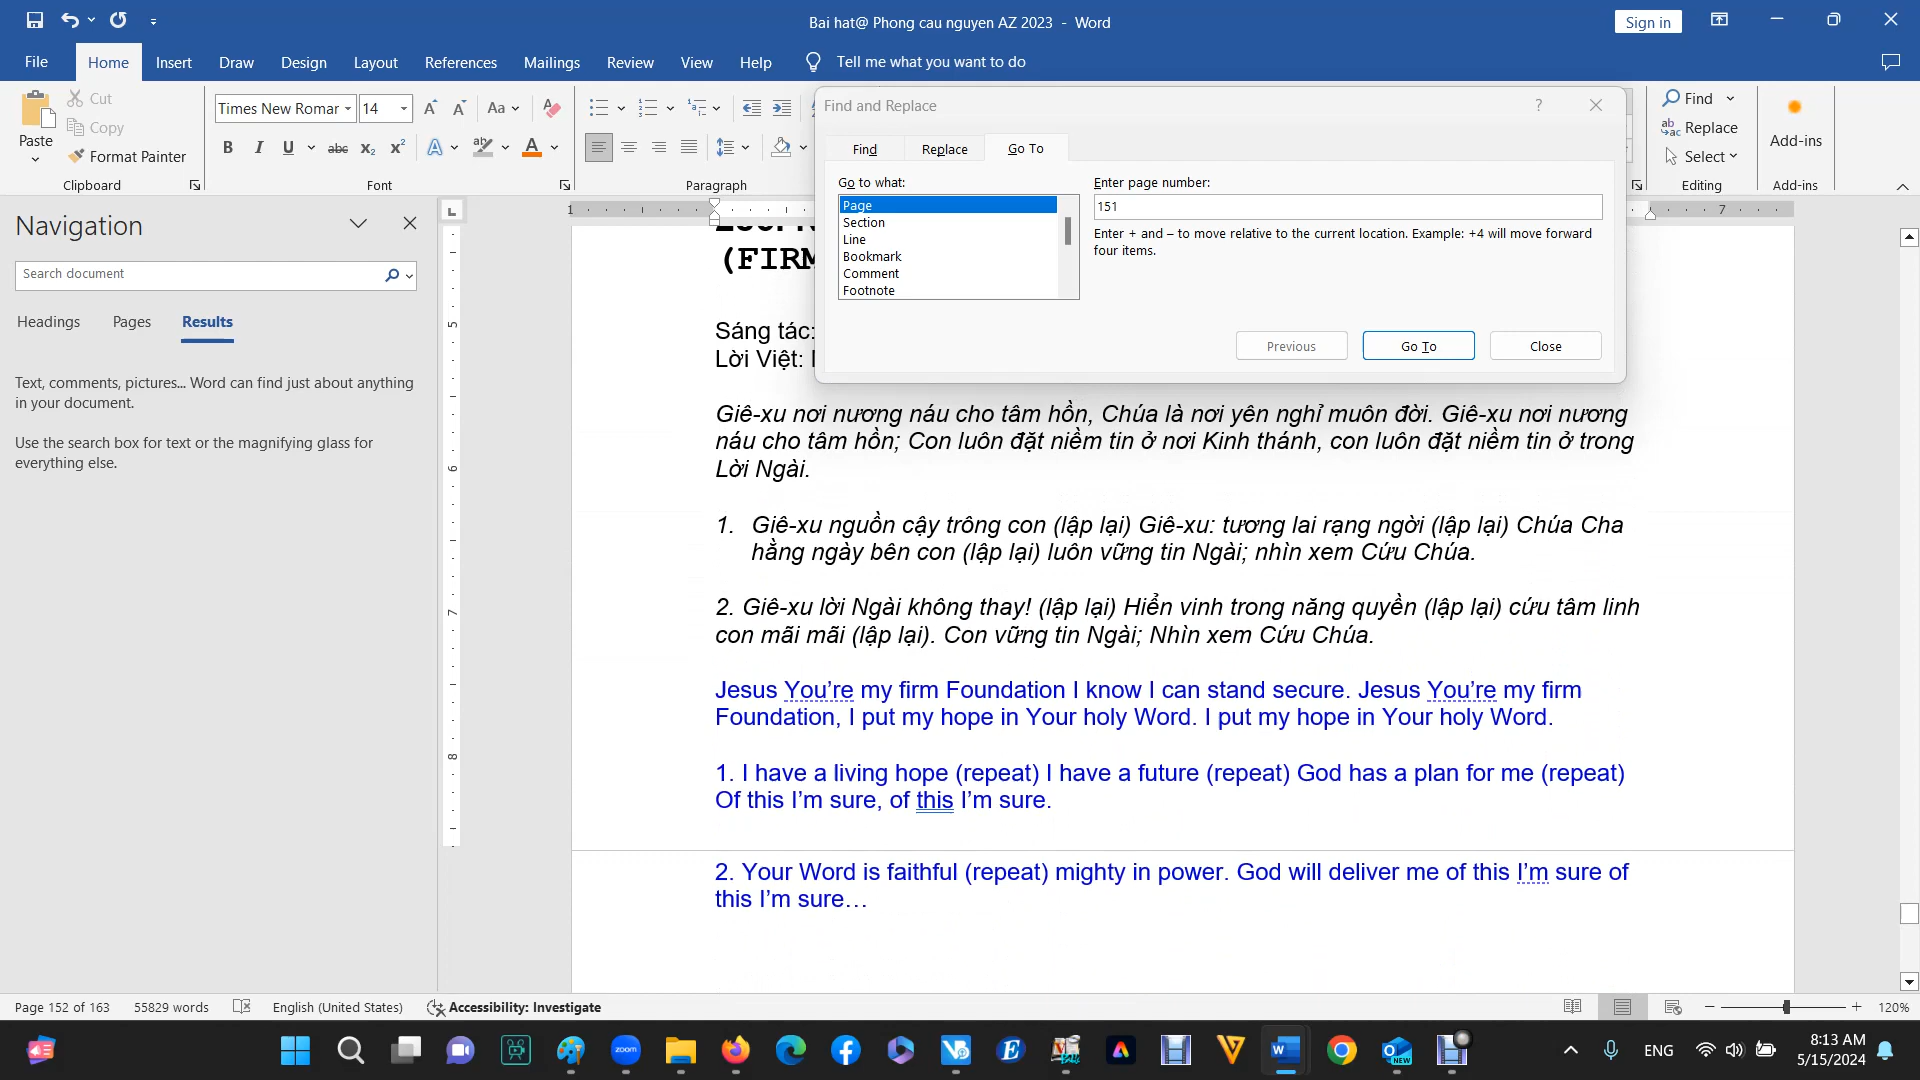 Bai hat@ Phong cau nguyen AZ 2023 - Word
Sign in
File Home Insert Draw Design Layout References Mailings Review View Help Tell me what you want to do
Paste
Cut
Copy
Format Painter
Clipboard
Times New Roman 14
Font
Paragraph
Find
Replace
Select
Editing
Add-ins
Add-ins
Find and Replace
Find Replace Go To
Go to what:
Page
Section
Line
Bookmark
Comment
Footnote
Enter page number:
151
Enter + and – to move relative to the current location. Example: +4 will move forward
four items.
Previous Go To Close
Navigation
Search document
Headings Pages Results
Text, comments, pictures... Word can find just about anything
in your document.
Use the search box for text or the magnifying glass for
everything else.
(FIRM
Sáng tác:
Lời Việt:
Giê-xu nơi nương náu cho tâm hồn, Chúa là nơi yên nghỉ muôn đời. Giê-xu nơi nương
náu cho tâm hồn; Con luôn đặt niềm tin ở nơi Kinh thánh, con luôn đặt niềm tin ở trong
Lời Ngài.
1. Giê-xu nguồn cậy trông con (lập lại) Giê-xu: tương lai rạng ngời (lập lại) Chúa Cha
hằng ngày bên con (lập lại) luôn vững tin Ngài; nhìn xem Cứu Chúa.
2. Giê-xu lời Ngài không thay! (lập lại) Hiển vinh trong năng quyền (lập lại) cứu tâm linh
con mãi mãi (lập lại). Con vững tin Ngài; Nhìn xem Cứu Chúa.
Jesus You’re my firm Foundation I know I can stand secure. Jesus You’re my firm
Foundation, I put my hope in Your holy Word. I put my hope in Your holy Word.
1. I have a living hope (repeat) I have a future (repeat) God has a plan for me (repeat)
Of this I’m sure, of this I’m sure.
2. Your Word is faithful (repeat) mighty in power. God will deliver me of this I’m sure of
this I’m sure…
Page 152 of 163 55829 words English (United States) Accessibility: Investigate 120%
zoom
ENG
8:13 AM
5/15/2024